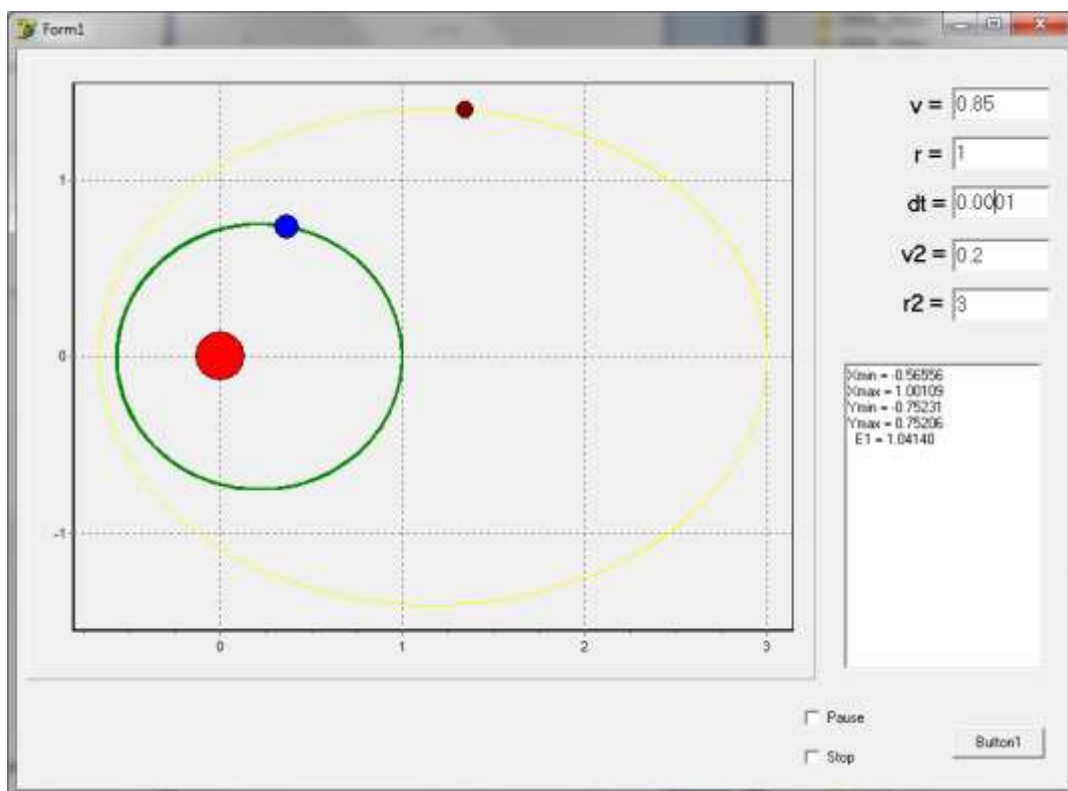 Form1
v = 0.85
r = 1
dt = 0.0001
v2 = 0.2
r2 = 3
1
0
-1
0 1 2 3
Xmin = -0.56556
Xmax = 1.00109
Ymin = -0.75231
Ymax = 0.75206
E1 = 1.04140
Pause
Stop
Button1